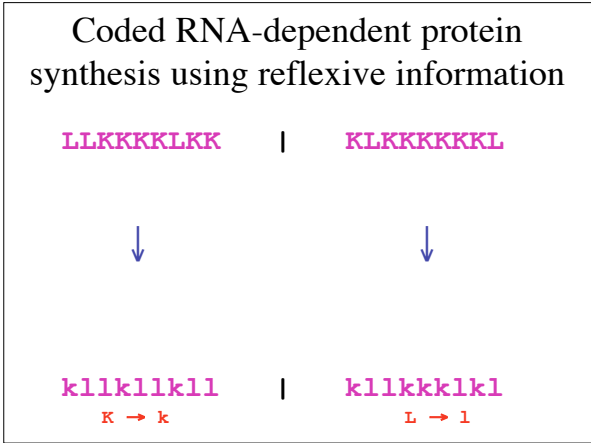 Coded RNA-dependent protein
synthesis using reflexive information
LLKKKKLKK | KLKKKKKKL
↓ ↓
kllkllkll | kllkkklkl
K → k L → l